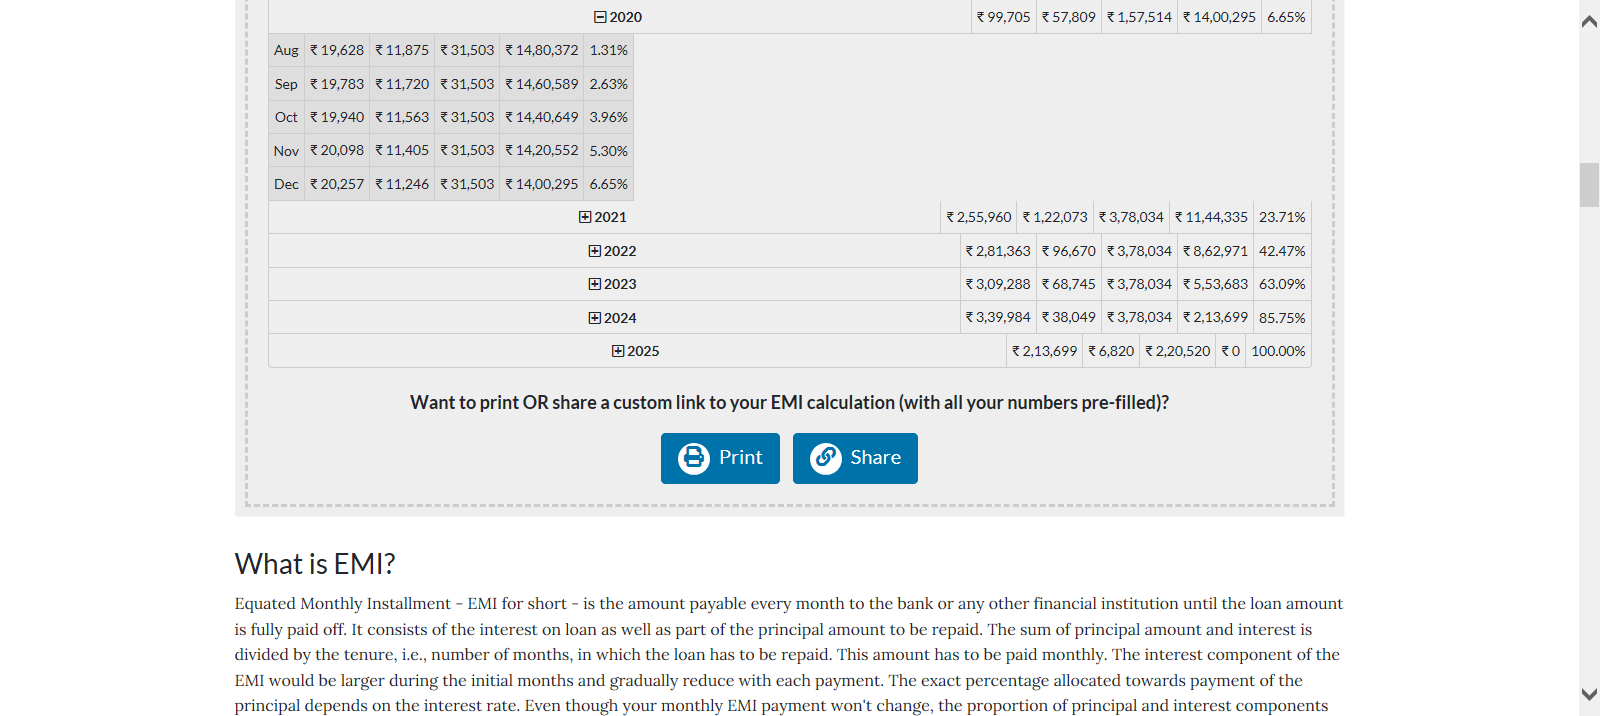 2020 ₹ 99,705 ₹ 57,809 ₹ 1,57,514 ₹ 14,00,295 6.65%
Aug ₹ 19,628 ₹ 11,875 ₹ 31,503 ₹ 14,80,372 1.31%
Sep ₹ 19,783 ₹ 11,720 ₹ 31,503 ₹ 14,60,589 2.63%
Oct ₹ 19,940 ₹ 11,563 ₹ 31,503 ₹ 14,40,649 3.96%
Nov ₹ 20,098 ₹ 11,405 ₹ 31,503 ₹ 14,20,552 5.30%
Dec ₹ 20,257 ₹ 11,246 ₹ 31,503 ₹ 14,00,295 6.65%
2021 ₹ 2,55,960 ₹ 1,22,073 ₹ 3,78,034 ₹ 11,44,335 23.71%
2022 ₹ 2,81,363 ₹ 96,670 ₹ 3,78,034 ₹ 8,62,971 42.47%
2023 ₹ 3,09,288 ₹ 68,745 ₹ 3,78,034 ₹ 5,53,683 63.09%
2024 ₹ 3,39,984 ₹ 38,049 ₹ 3,78,034 ₹ 2,13,699 85.75%
2025 ₹ 2,13,699 ₹ 6,820 ₹ 2,20,520 ₹ 0 100.00%
Want to print OR share a custom link to your EMI calculation (with all your numbers pre-filled)?
Print Share
What is EMI?
Equated Monthly Installment - EMI for short - is the amount payable every month to the bank or any other financial institution until the loan amount
is fully paid off. It consists of the interest on loan as well as part of the principal amount to be repaid. The sum of principal amount and interest is
divided by the tenure, i.e., number of months, in which the loan has to be repaid. This amount has to be paid monthly. The interest component of the
EMI would be larger during the initial months and gradually reduce with each payment. The exact percentage allocated towards payment of the
principal depends on the interest rate. Even though your monthly EMI payment won't change, the proportion of principal and interest components